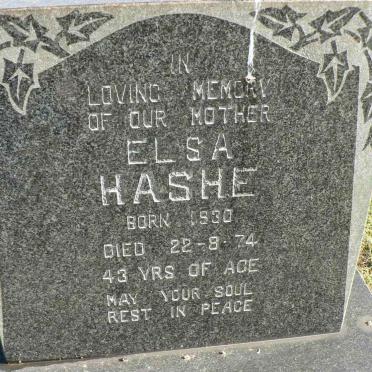 IN
LOVING MEMORY
OF OUR MOTHER
ELSA
HASHE
BORN 1930
DIED 22-8-74
43 YRS OF AGE
MAY YOUR SOUL
REST IN PEACE